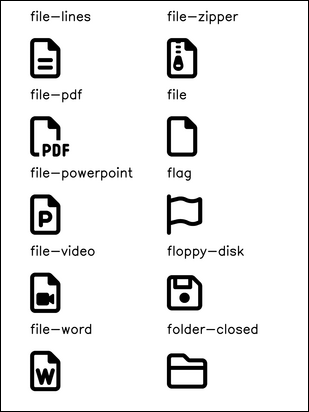 file-lines file-zipper
file-pdf file
PDF
file-powerpoint flag
P
file-video floppy-disk
file-word folder-closed
W